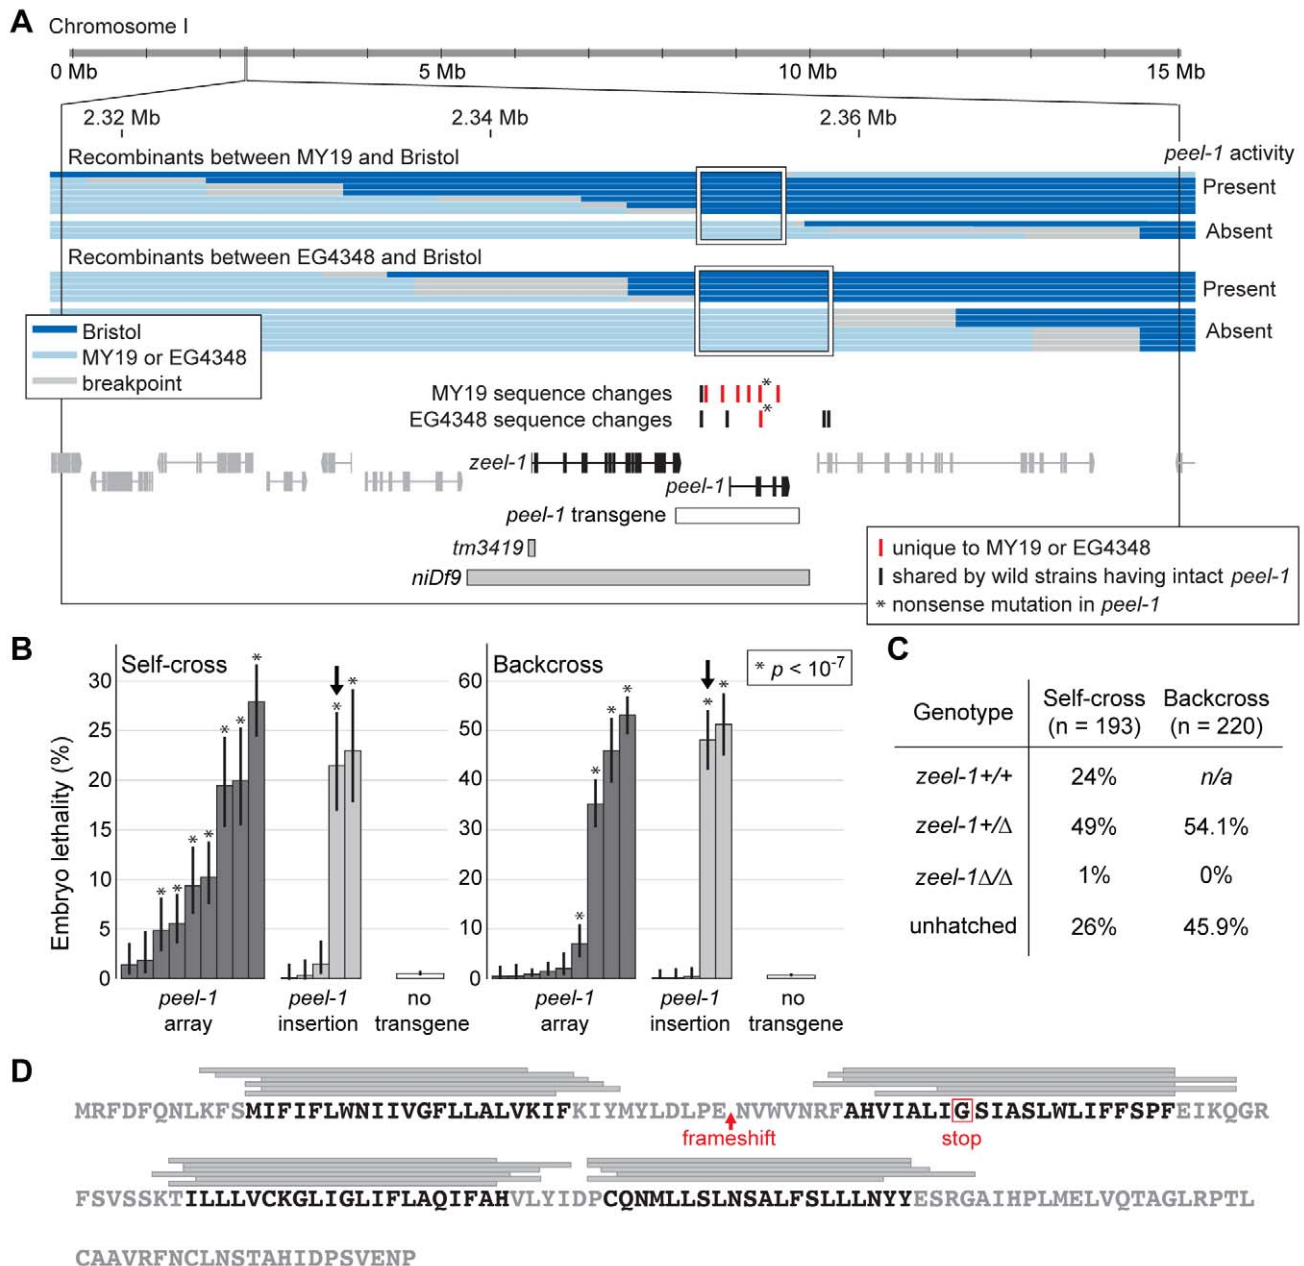 A Chromosome I
0 Mb 5 Mb 10 Mb 15 Mb
2.32 Mb 2.34 Mb 2.36 Mb
Recombinants between MY19 and Bristol
peel-1 activity
Present
Absent
Recombinants between EG4348 and Bristol
Present
Absent
Bristol
MY19 or EG4348
breakpoint
MY19 sequence changes *
EG4348 sequence changes *
zeel-1
peel-1
peel-1 transgene
tm3419
niDf9
unique to MY19 or EG4348
shared by wild strains having intact peel-1
* nonsense mutation in peel-1
B
Embryo lethality (%)
Self-cross
30
25
20
15
10
5
0
* * * * * * * * *
peel-1 array
peel-1 insertion
no transgene
Backcross
* p < 10-7
60
50
40
30
20
10
0
* * * * * *
peel-1 array
peel-1 insertion
no transgene
C
Genotype Self-cross (n = 193) Backcross (n = 220)
zeel-1+/+ 24% n/a
zeel-1+/Δ 49% 54.1%
zeel-1Δ/Δ 1% 0%
unhatched 26% 45.9%
D
MRFDFQNLKFSMIFIFLWNIIVGFLLALVKIFKIYMYLDLPENVWVNRFAHVIALIGSIASLWLIFFSPFEIKQGR
frameshift stop
FSVSSKTILLLVCKGLIGLIFLAQIFAHVLYIDPCQNMLLSLNSALFSLLLNYYESRGAIHPLMELVQTAGLRPTL
CAAVRFNCLNSTAHIDPSVENP